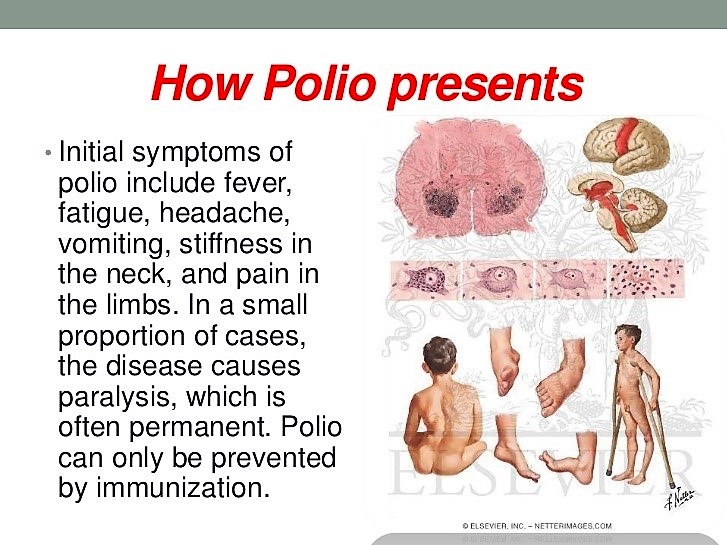 How Polio presents
• Initial symptoms of
polio include fever,
fatigue, headache,
vomiting, stiffness in
the neck, and pain in
the limbs. In a small
proportion of cases,
the disease causes
paralysis, which is
often permanent. Polio
can only be prevented
by immunization.
ELSEVIER
F. Netter
© ELSEVIER, INC. – NETTERIMAGES.COM